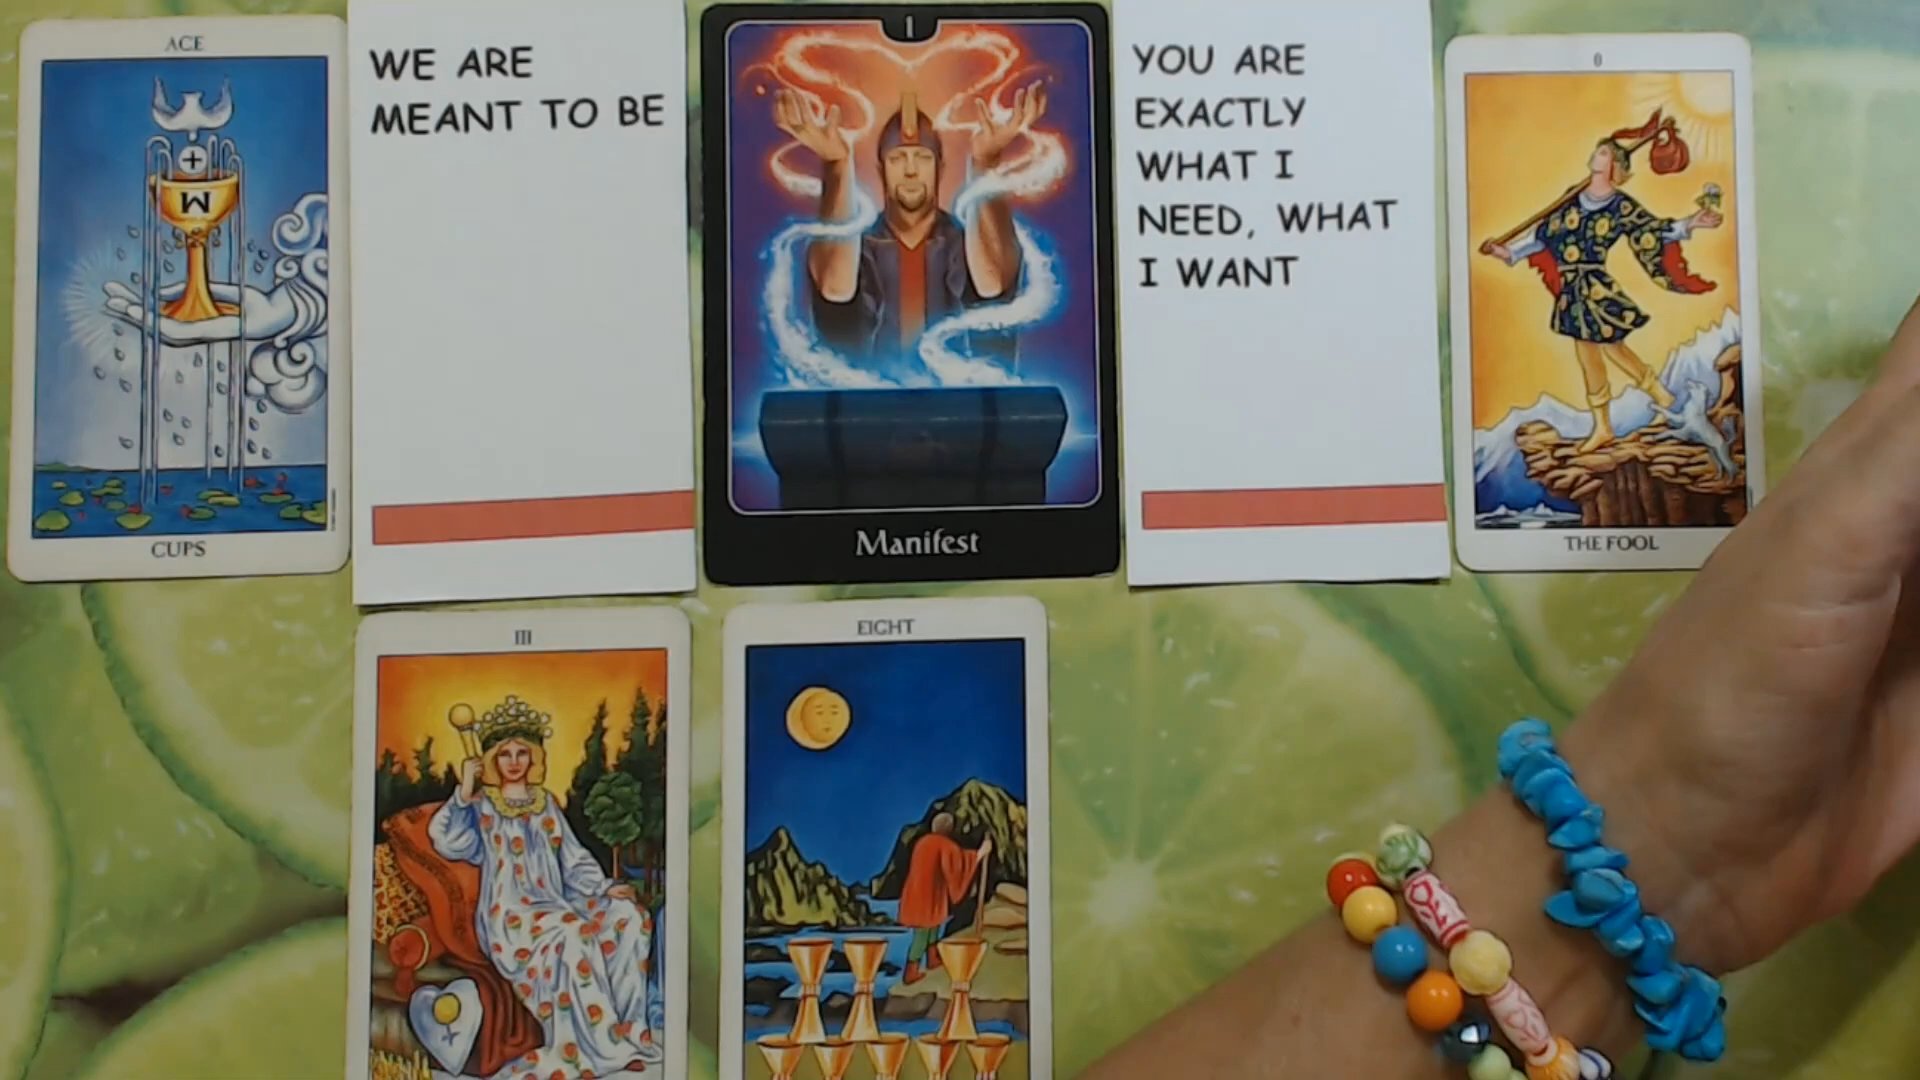 ACE
W
CUPS
WE ARE
MEANT TO BE
I
Manifest
YOU ARE
EXACTLY
WHAT I
NEED, WHAT
I WANT
0
THE FOOL
III
EIGHT